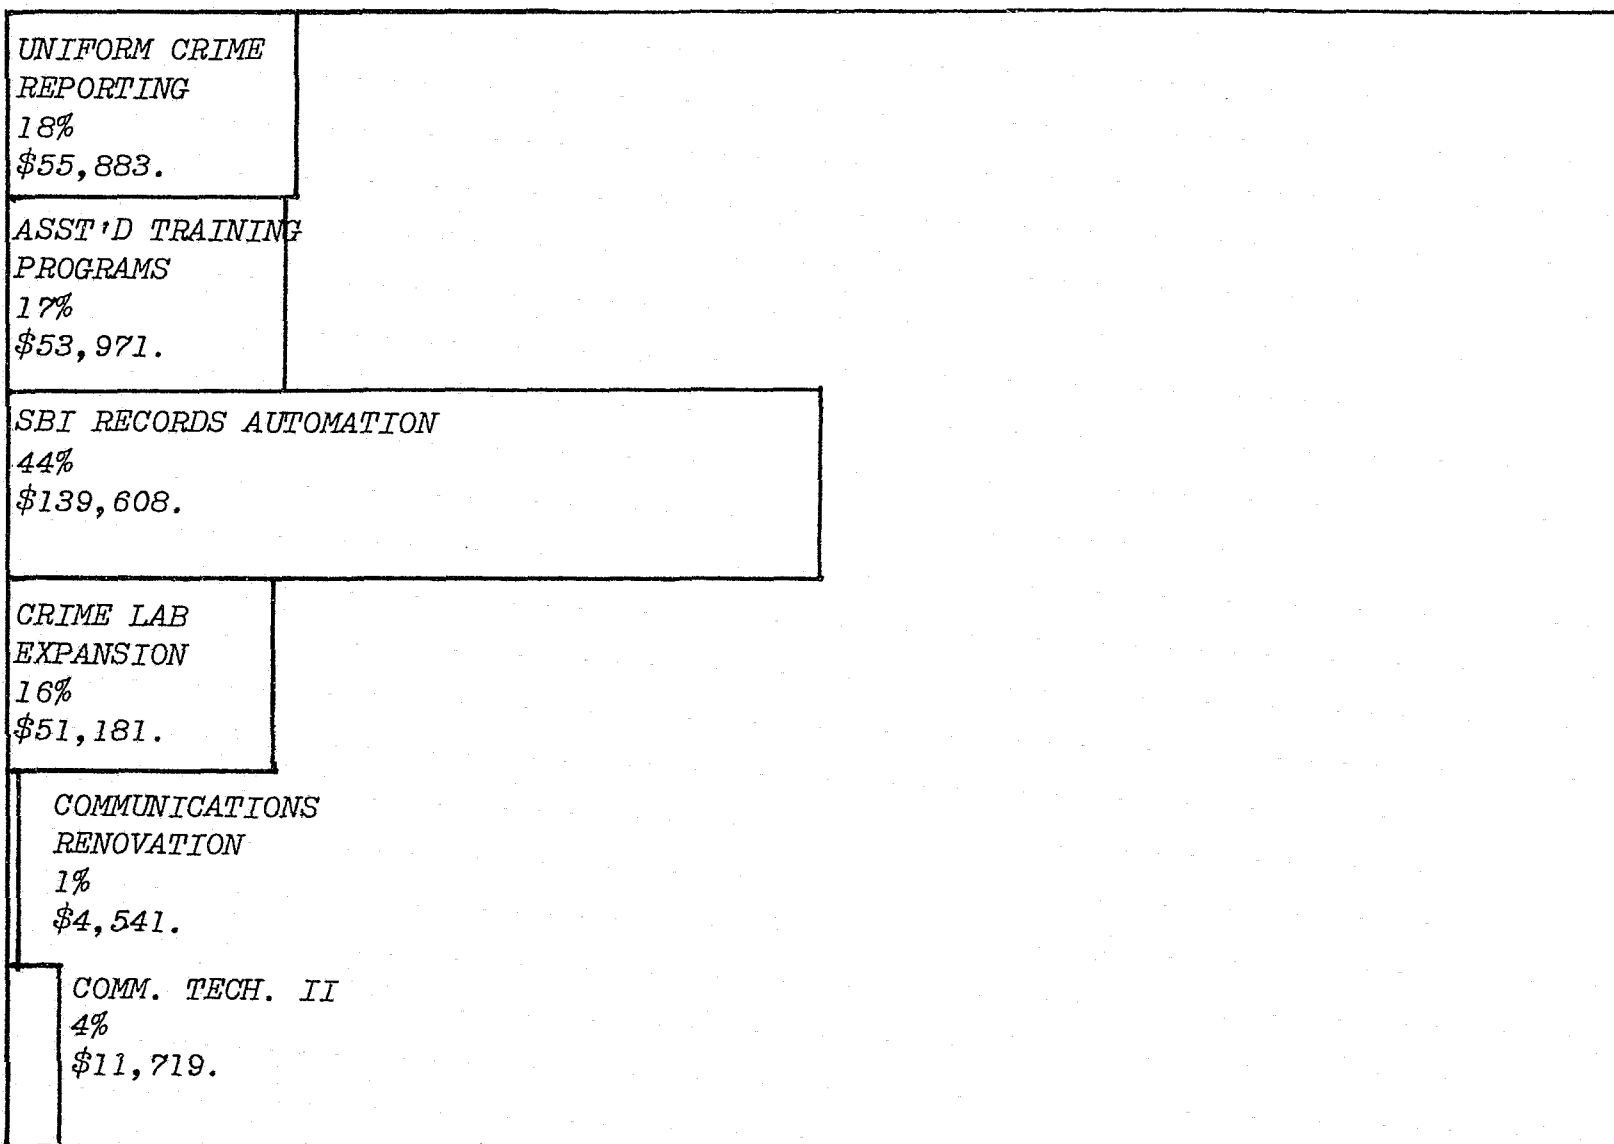 UNIFORM CRIME
REPORTING
18%
$55,883.
ASST'D TRAINING
PROGRAMS
17%
$53,971.
SBI RECORDS AUTOMATION
44%
$139,608.
CRIME LAB
EXPANSION
16%
$51,181.
COMMUNICATIONS
RENOVATION
1%
$4,541.
COMM. TECH. II
4%
$11,719.